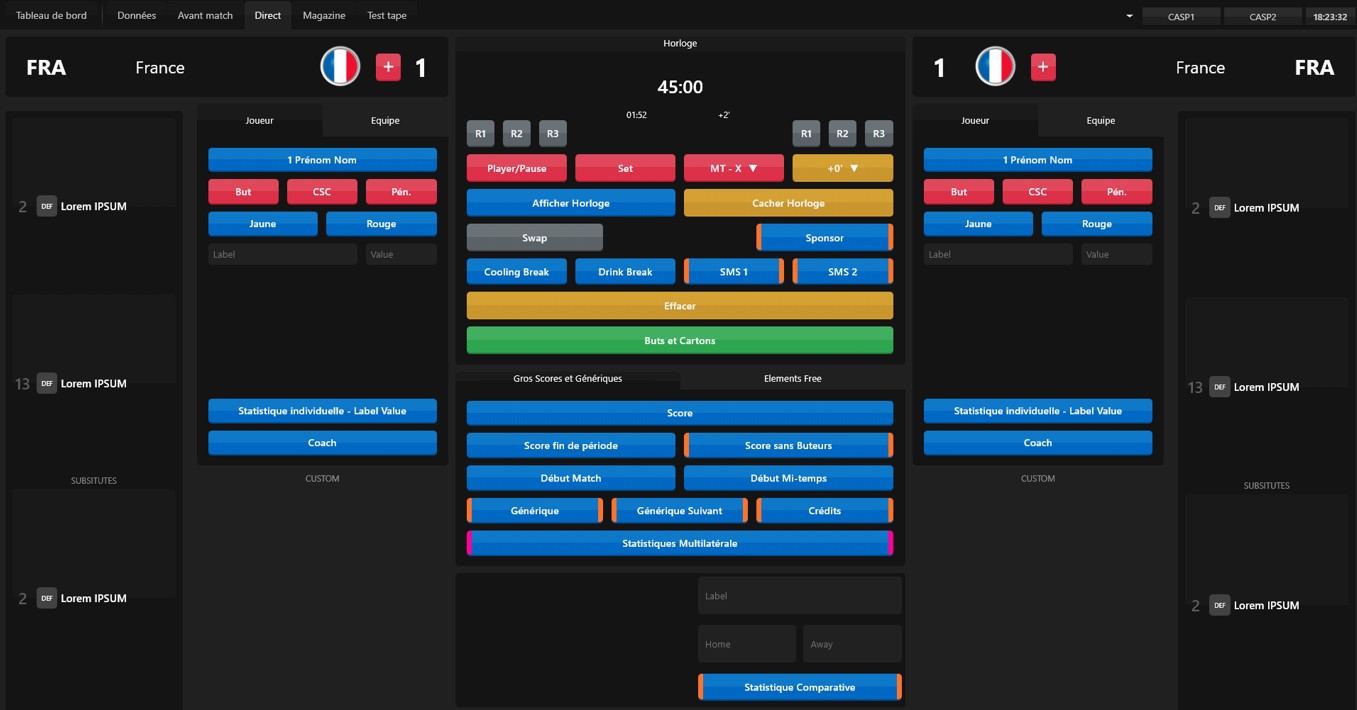 Tableau de bord
Données
Avant match
Direct
Magazine
Test tape
CASP1
CASP2
18:23:32
FRA
France
+
1
Horloge
1
+
France
FRA
45:00
01:52
+2'
R1
R2
R3
R1
R2
R3
Player/Pause
Set
MT - X ▼
+0' ▼
Afficher Horloge
Cacher Horloge
Swap
Sponsor
Cooling Break
Drink Break
SMS 1
SMS 2
Effacer
Buts et Cartons
Joueur
Equipe
1 Prénom Nom
But
CSC
Pén.
Jaune
Rouge
Label
Value
Statistique individuelle - Label Value
Coach
CUSTOM
2 DEF Lorem IPSUM
13 DEF Lorem IPSUM
SUBSITUTES
2 DEF Lorem IPSUM
Gros Scores et Génériques
Elements Free
Score
Score fin de période
Score sans Buteurs
Début Match
Début Mi-temps
Générique
Générique Suivant
Crédits
Statistiques Multilatérale
Label
Home
Away
Statistique Comparative
Joueur
Equipe
1 Prénom Nom
But
CSC
Pén.
Jaune
Rouge
Label
Value
Statistique individuelle - Label Value
Coach
CUSTOM
2 DEF Lorem IPSUM
13 DEF Lorem IPSUM
SUBSITUTES
2 DEF Lorem IPSUM